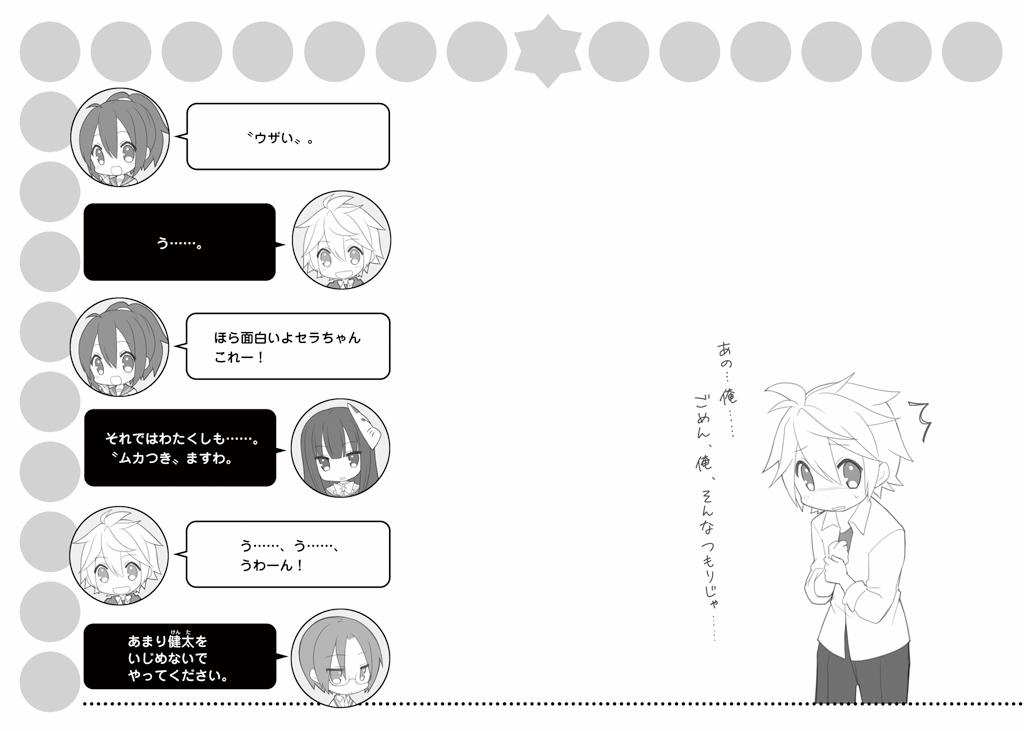 〝ウザい〟。
う……。
ほら面白いよセラちゃん
これー！
それではわたくしも……。
〝ムカつき〟ますわ。
う……、う……、
うわーん！
あまり健太を
いじめないで
やってください。
あの…俺……
ごめん、俺、そんなつもりじゃ……